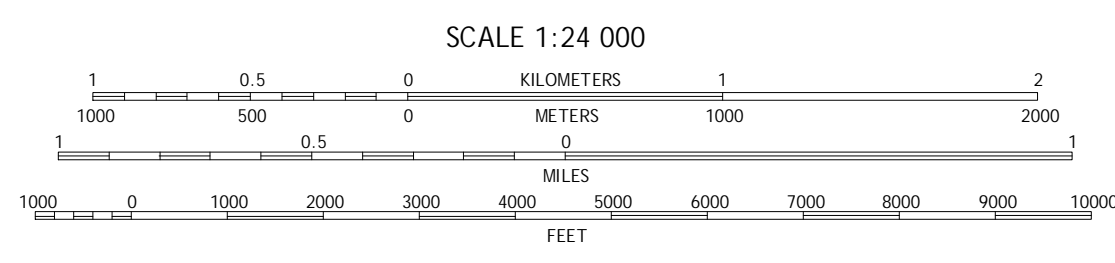 SCALE 1:24 000
1 0.5 0 KILOMETERS 1 2
1000 500 0 METERS 1000 2000
1 0.5 0 1
MILES
1000 0 1000 2000 3000 4000 5000 6000 7000 8000 9000 10000
FEET